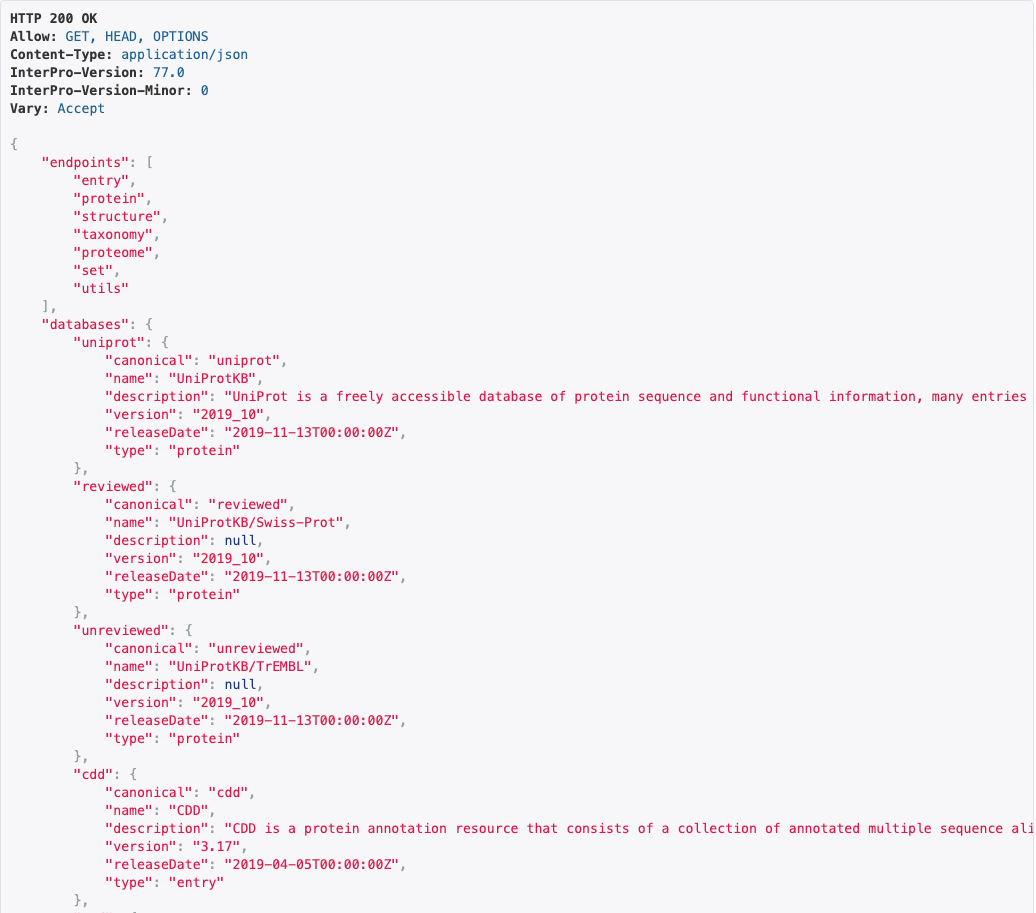 HTTP 200 OK
Allow: GET, HEAD, OPTIONS
Content-Type: application/json
InterPro-Version: 77.0
InterPro-Version-Minor: 0
Vary: Accept

{
    "endpoints": [
        "entry",
        "protein",
        "structure",
        "taxonomy",
        "proteome",
        "set",
        "utils"
    ],
    "databases": {
        "uniprot": {
            "canonical": "uniprot",
            "name": "UniProtKB",
            "description": "UniProt is a freely accessible database of protein sequence and functional information, many entries
            "version": "2019_10",
            "releaseDate": "2019-11-13T00:00:00Z",
            "type": "protein"
        },
        "reviewed": {
            "canonical": "reviewed",
            "name": "UniProtKB/Swiss-Prot",
            "description": null,
            "version": "2019_10",
            "releaseDate": "2019-11-13T00:00:00Z",
            "type": "protein"
        },
        "unreviewed": {
            "canonical": "unreviewed",
            "name": "UniProtKB/TrEMBL",
            "description": null,
            "version": "2019_10",
            "releaseDate": "2019-11-13T00:00:00Z",
            "type": "protein"
        },
        "cdd": {
            "canonical": "cdd",
            "name": "CDD",
            "description": "CDD is a protein annotation resource that consists of a collection of annotated multiple sequence ali
            "version": "3.17",
            "releaseDate": "2019-04-05T00:00:00Z",
            "type": "entry"
        },